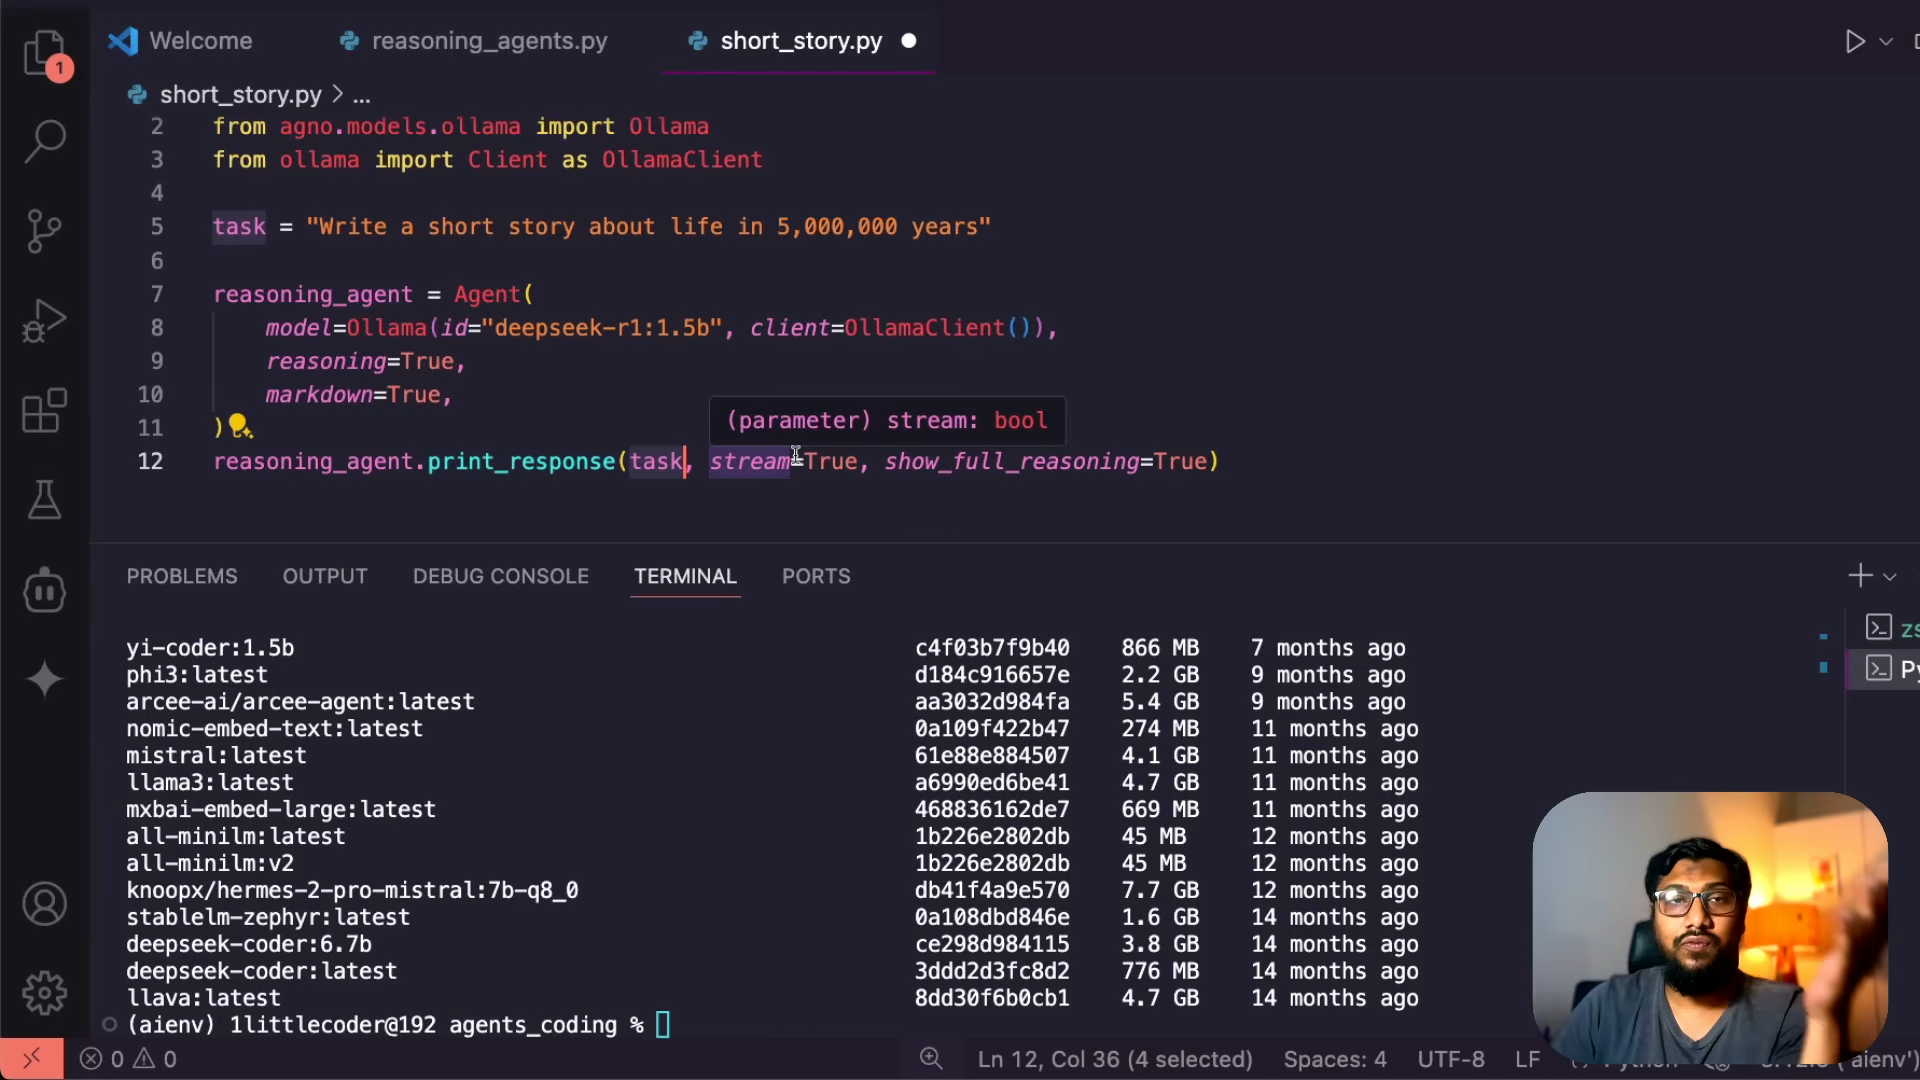 Welcome
reasoning_agents.py
short_story.py
1
short_story.py > ...
2 from agno.models.ollama import Ollama
3 from ollama import Client as OllamaClient
4
5 task = "Write a short story about life in 5,000,000 years"
6
7 reasoning_agent = Agent(
8 model=Ollama(id="deepseek-r1:1.5b", client=OllamaClient()),
9 reasoning=True,
10 markdown=True,
(parameter) stream: bool
11 )
12 reasoning_agent.print_response(task, stream=True, show_full_reasoning=True)
PROBLEMS OUTPUT DEBUG CONSOLE TERMINAL PORTS
yi-coder:1.5b c4f03b7f9b40 866 MB 7 months ago
phi3:latest d184c916657e 2.2 GB 9 months ago
arcee-ai/arcee-agent:latest aa3032d984fa 5.4 GB 9 months ago
nomic-embed-text:latest 0a109f422b47 274 MB 11 months ago
mistral:latest 61e88e884507 4.1 GB 11 months ago
llama3:latest a6990ed6be41 4.7 GB 11 months ago
mxbai-embed-large:latest 468836162de7 669 MB 11 months ago
all-minilm:latest 1b226e2802db 45 MB 12 months ago
all-minilm:v2 1b226e2802db 45 MB 12 months ago
knoopx/hermes-2-pro-mistral:7b-q8_0 db41f4a9e570 7.7 GB 12 months ago
stablelm-zephyr:latest 0a108dbd846e 1.6 GB 14 months ago
deepseek-coder:6.7b ce298d984115 3.8 GB 14 months ago
deepseek-coder:latest 3ddd2d3fc8d2 776 MB 14 months ago
llava:latest 8dd30f6b0cb1 4.7 GB 14 months ago
(aienv) 1littlecoder@192 agents_coding %
zs
Py
0 0 Ln 12, Col 36 (4 selected) Spaces: 4 UTF-8 LF